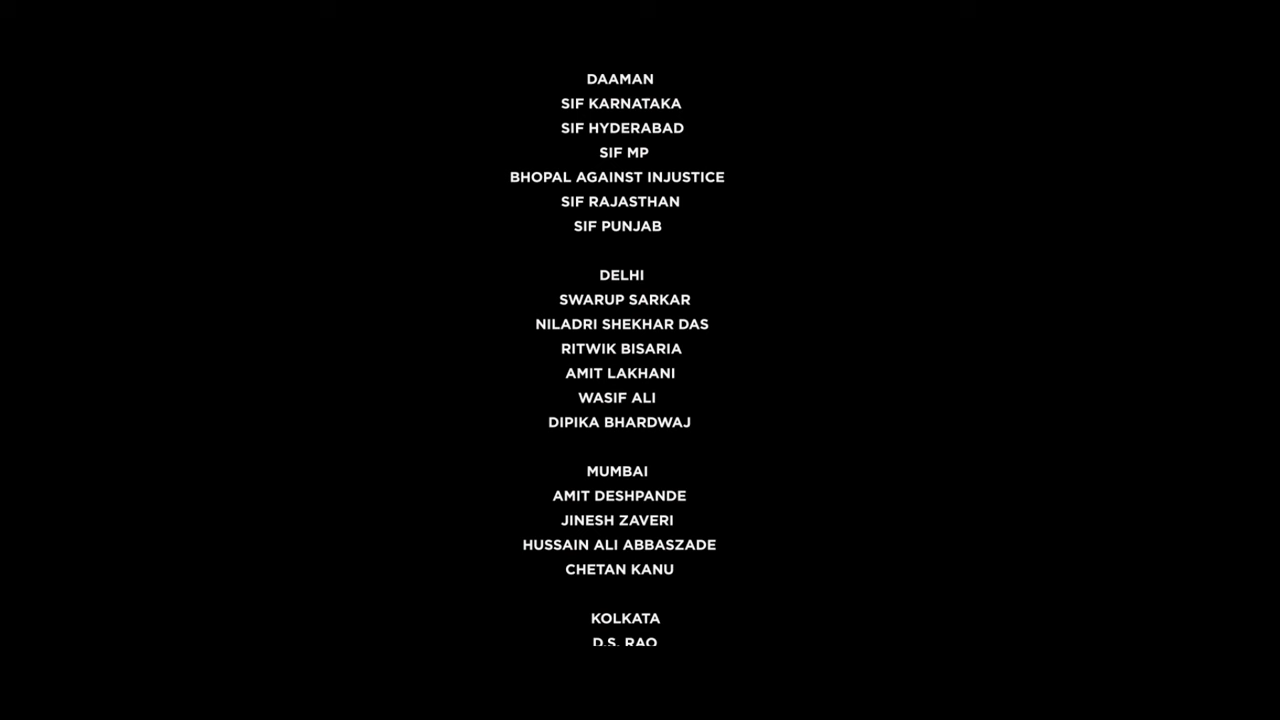 DAAMAN
SIF KARNATAKA
SIF HYDERABAD
SIF MP
BHOPAL AGAINST INJUSTICE
SIF RAJASTHAN
SIF PUNJAB
DELHI
SWARUP SARKAR
NILADRI SHEKHAR DAS
RITWIK BISARIA
AMIT LAKHANI
WASIF ALI
DIPIKA BHARDWAJ
MUMBAI
AMIT DESHPANDE
JINESH ZAVERI
HUSSAIN ALI ABBASZADE
CHETAN KANU
KOLKATA
D.S. RAO